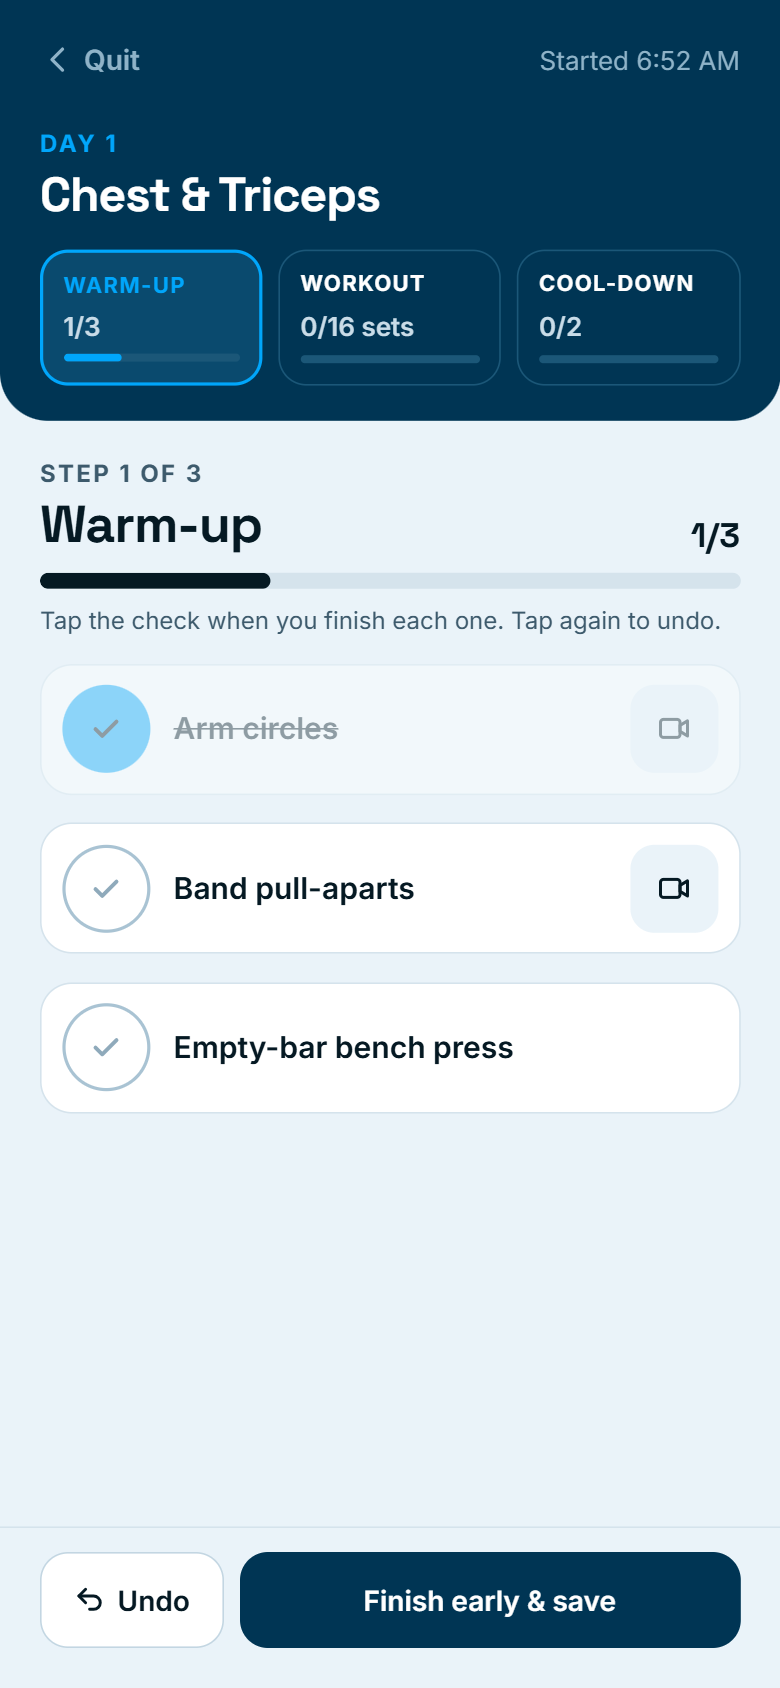 Quit
Started 6:52 AM
DAY 1
Chest & Triceps
WARM-UP
1/3
WORKOUT
0/16 sets
COOL-DOWN
0/2
STEP 1 OF 3
Warm-up
1/3
Tap the check when you finish each one. Tap again to undo.
Arm circles
Band pull-aparts
Empty-bar bench press
Undo
Finish early & save